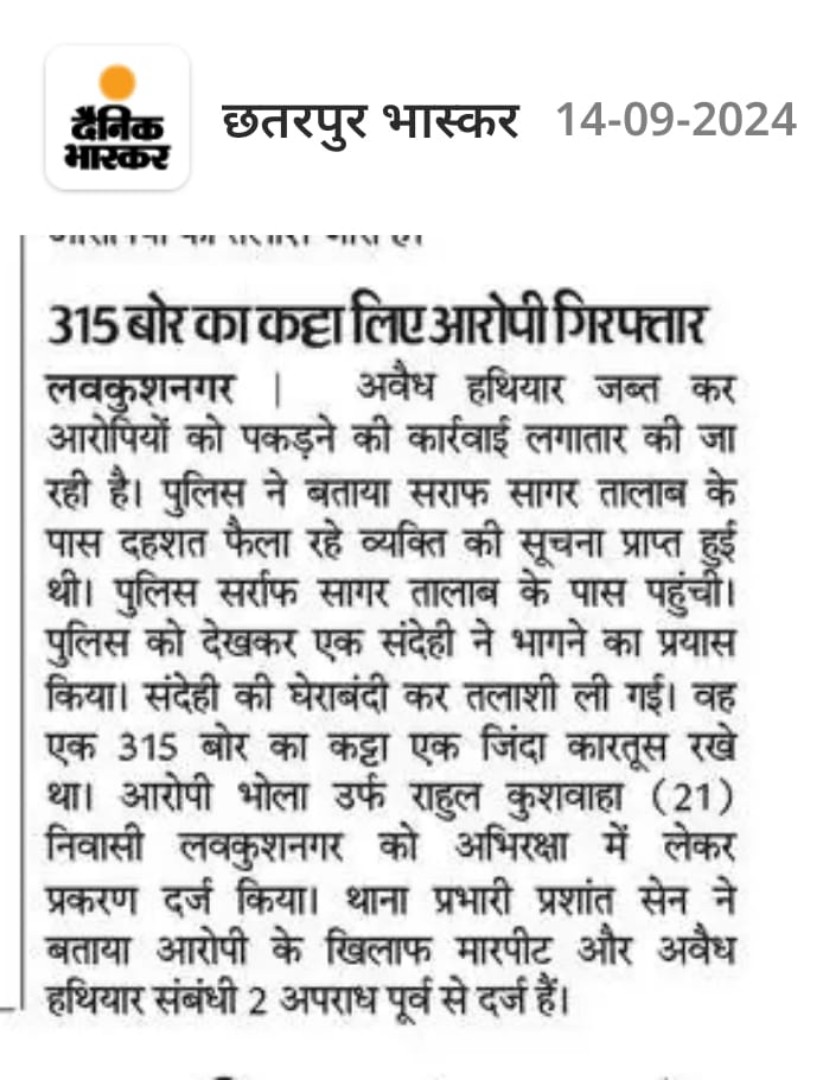 दैनिक
भास्कर
छतरपुर भास्कर 14-09-2024
315 बोर का कट्टा लिए आरोपी गिरफ्तार
लवकुशनगर | अवैध हथियार जब्त कर
आरोपियों को पकड़ने की कार्रवाई लगातार की जा
रही है। पुलिस ने बताया सराफ सागर तालाब के
पास दहशत फैला रहे व्यक्ति की सूचना प्राप्त हुई
थी। पुलिस सर्राफ सागर तालाब के पास पहुंची।
पुलिस को देखकर एक संदेही ने भागने का प्रयास
किया। संदेही की घेराबंदी कर तलाशी ली गई। वह
एक 315 बोर का कट्टा एक जिंदा कारतूस रखे
था। आरोपी भोला उर्फ राहुल कुशवाहा (21)
निवासी लवकुशनगर को अभिरक्षा में लेकर
प्रकरण दर्ज किया। थाना प्रभारी प्रशांत सेन ने
बताया आरोपी के खिलाफ मारपीट और अवैध
हथियार संबंधी 2 अपराध पूर्व से दर्ज हैं।